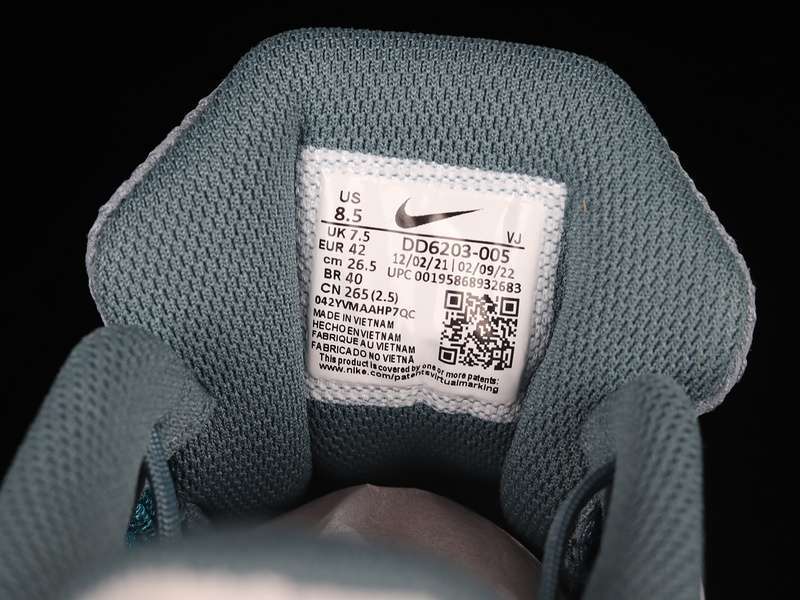 US
8.5
VJ
UK 7.5
DD6203-005
EUR 42
12/02/21 | 02/09/22
cm 26.5
UPC 00195868932683
BR 40
CN 265 (2.5)
042YVMAAHP7QC
MADE IN VIETNAM
HECHO EN VIETNAM
FABRIQUE AU VIETNAM
FABRICADO NO VIETNA
This product is covered by one or more patents:
www.nike.com/patentsvirtualmarking